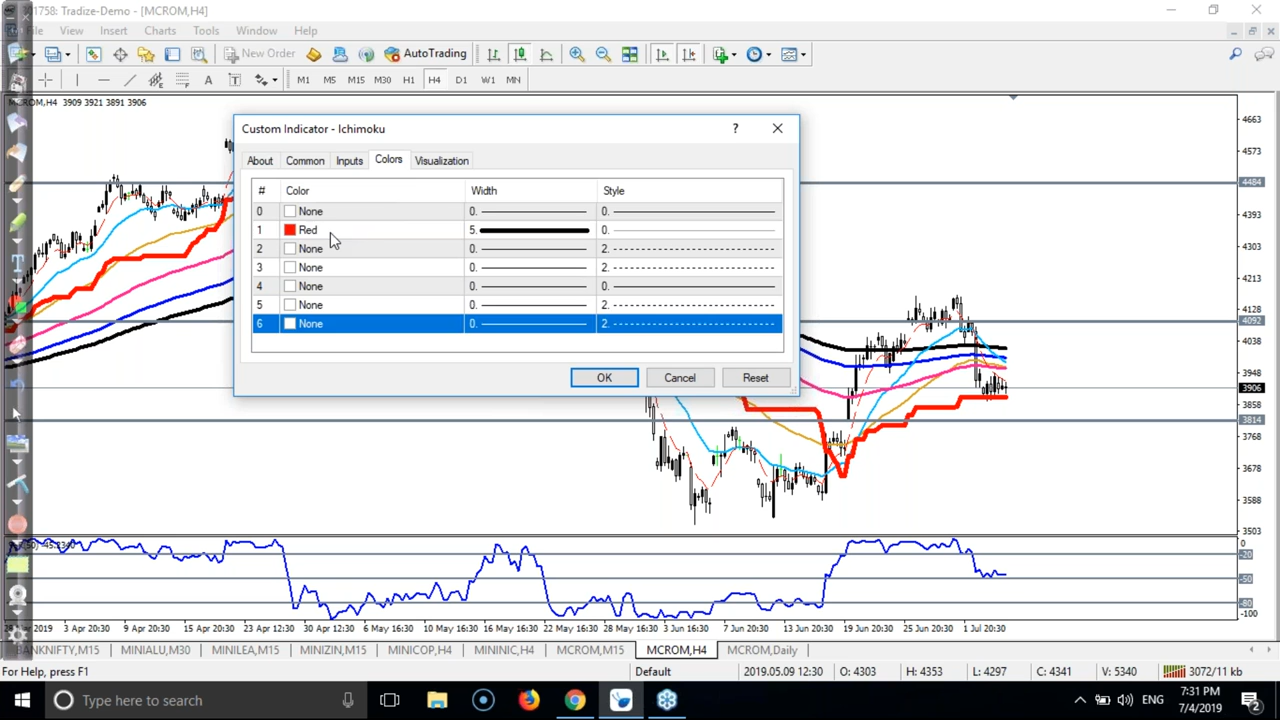 301758: Tradize-Demo - [MCROM,H4]
File View Insert Charts Tools Window Help
New Order AutoTrading
A T M1 M5 M15 M30 H1 H4 D1 W1 MN
MCROM,H4 3909 3921 3891 3906
Custom Indicator - Ichimoku
About Common Inputs Colors Visualization
# Color Width Style
0 None 0. 0.
1 Red 5. 0.
2 None 0. 2.
3 None 0. 2.
4 None 0. 0.
5 None 0. 2.
6 None 0. 2.
OK Cancel Reset
4663
4573
4484
4393
4303
4213
4128
4092
4038
3948
3906
3858
3814
3768
3678
3588
3503
0
-20
-50
-80
-100
2019 3 Apr 20:30 9 Apr 20:30 15 Apr 20:30 23 Apr 12:30 30 Apr 12:30 6 May 16:30 10 May 16:30 16 May 16:30 22 May 16:30 28 May 16:30 3 Jun 16:30 7 Jun 20:30 13 Jun 20:30 19 Jun 20:30 25 Jun 20:30 1 Jul 20:30
BANKNIFTY,M15 MINIALU,M30 MINILEA,M15 MINIZIN,M15 MINICOP,H4 MININIC,H4 MCROM,M15 MCROM,H4 MCROM,Daily
For Help, press F1 Default 2019.05.09 12:30 O: 4303 H: 4353 L: 4297 C: 4341 V: 5340 3072/11 kb
Type here to search ENG 7:31 PM
7/4/2019 2